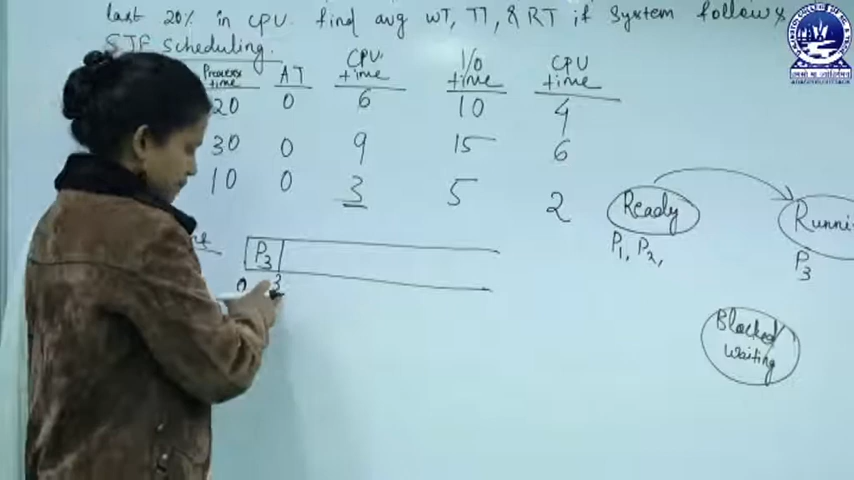 last 20% in CPU. find avg WT, TT, & RT if system follows
SJF scheduling.
Process time AT CPU time I/O time CPU time
20 0 6 10 4
30 0 9 15 6
10 0 3 5 2
Ready
P1, P2,
Runni
P3
P3
0 3
Blocked/
Waiting